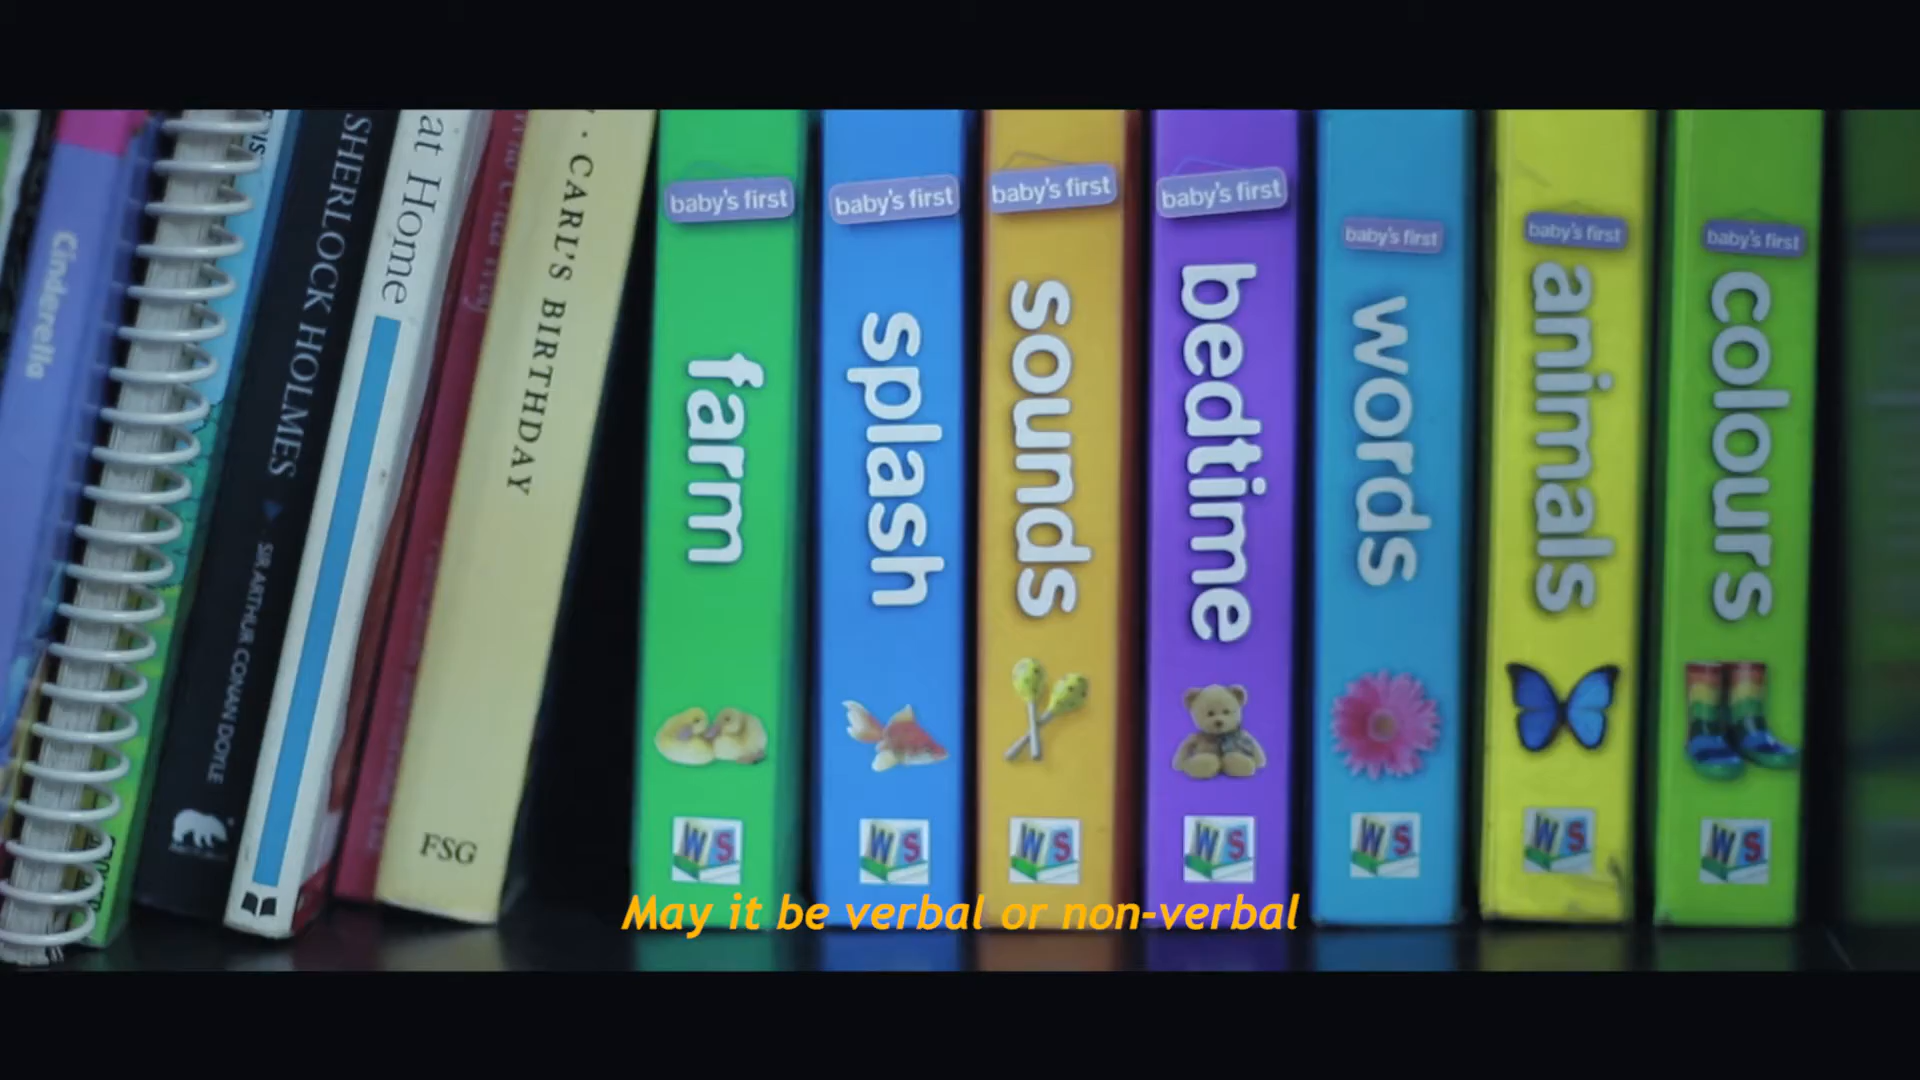 Cinderella
SHERLOCK HOLMES
SIR ARTHUR CONAN DOYLE
at Home
CARL'S BIRTHDAY
FSG
baby's first
farm
WS
baby's first
splash
WS
baby's first
sounds
WS
baby's first
bedtime
WS
baby's first
words
WS
baby's first
animals
WS
baby's first
colours
WS
May it be verbal or non-verbal